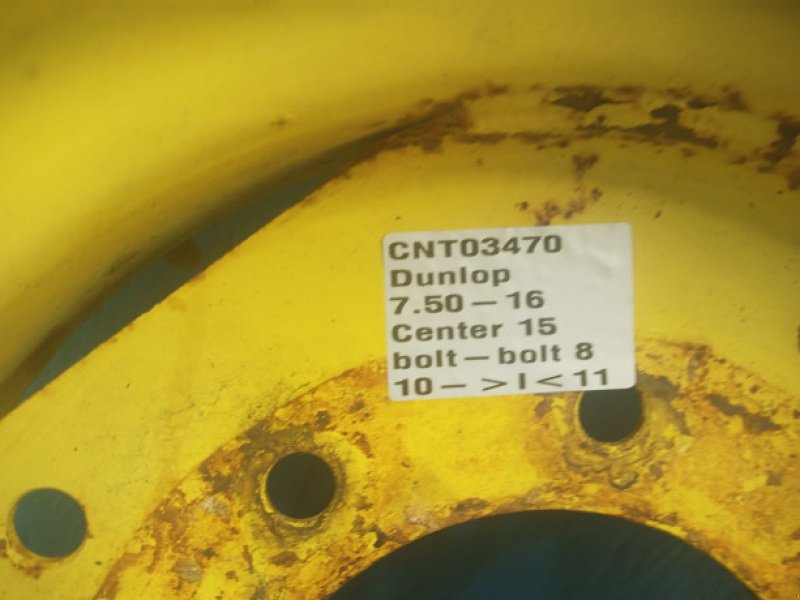 CNT03470
Dunlop
7.50 – 16
Center 15
bolt – bolt 8
10 – > I < 11